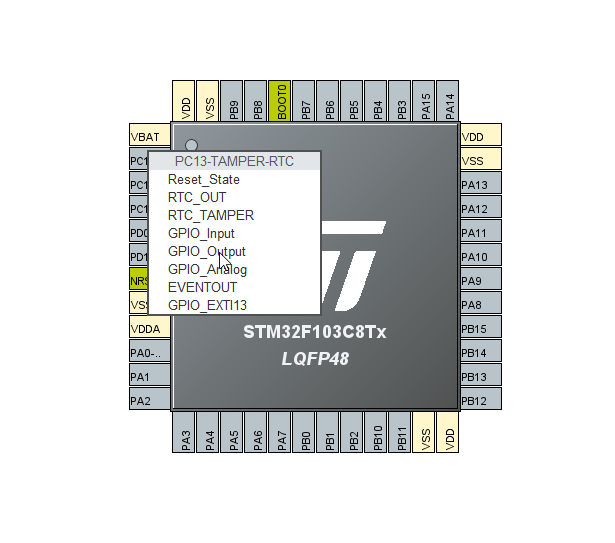 VDD
VSS
PB9
PB8
BOOT0
PB7
PB6
PB5
PB4
PB3
PA15
PA14
VBAT
PC1
PC1
PC1
PD0
PD1
NRS
VSS
VDDA
PA0-..
PA1
PA2
PC13-TAMPER-RTC
Reset_State
RTC_OUT
RTC_TAMPER
GPIO_Input
GPIO_Output
GPIO_Analog
EVENTOUT
GPIO_EXTI13
STM32F103C8Tx
LQFP48
VDD
VSS
PA13
PA12
PA11
PA10
PA9
PA8
PB15
PB14
PB13
PB12
PA3
PA4
PA5
PA6
PA7
PB0
PB1
PB2
PB10
PB11
VSS
VDD